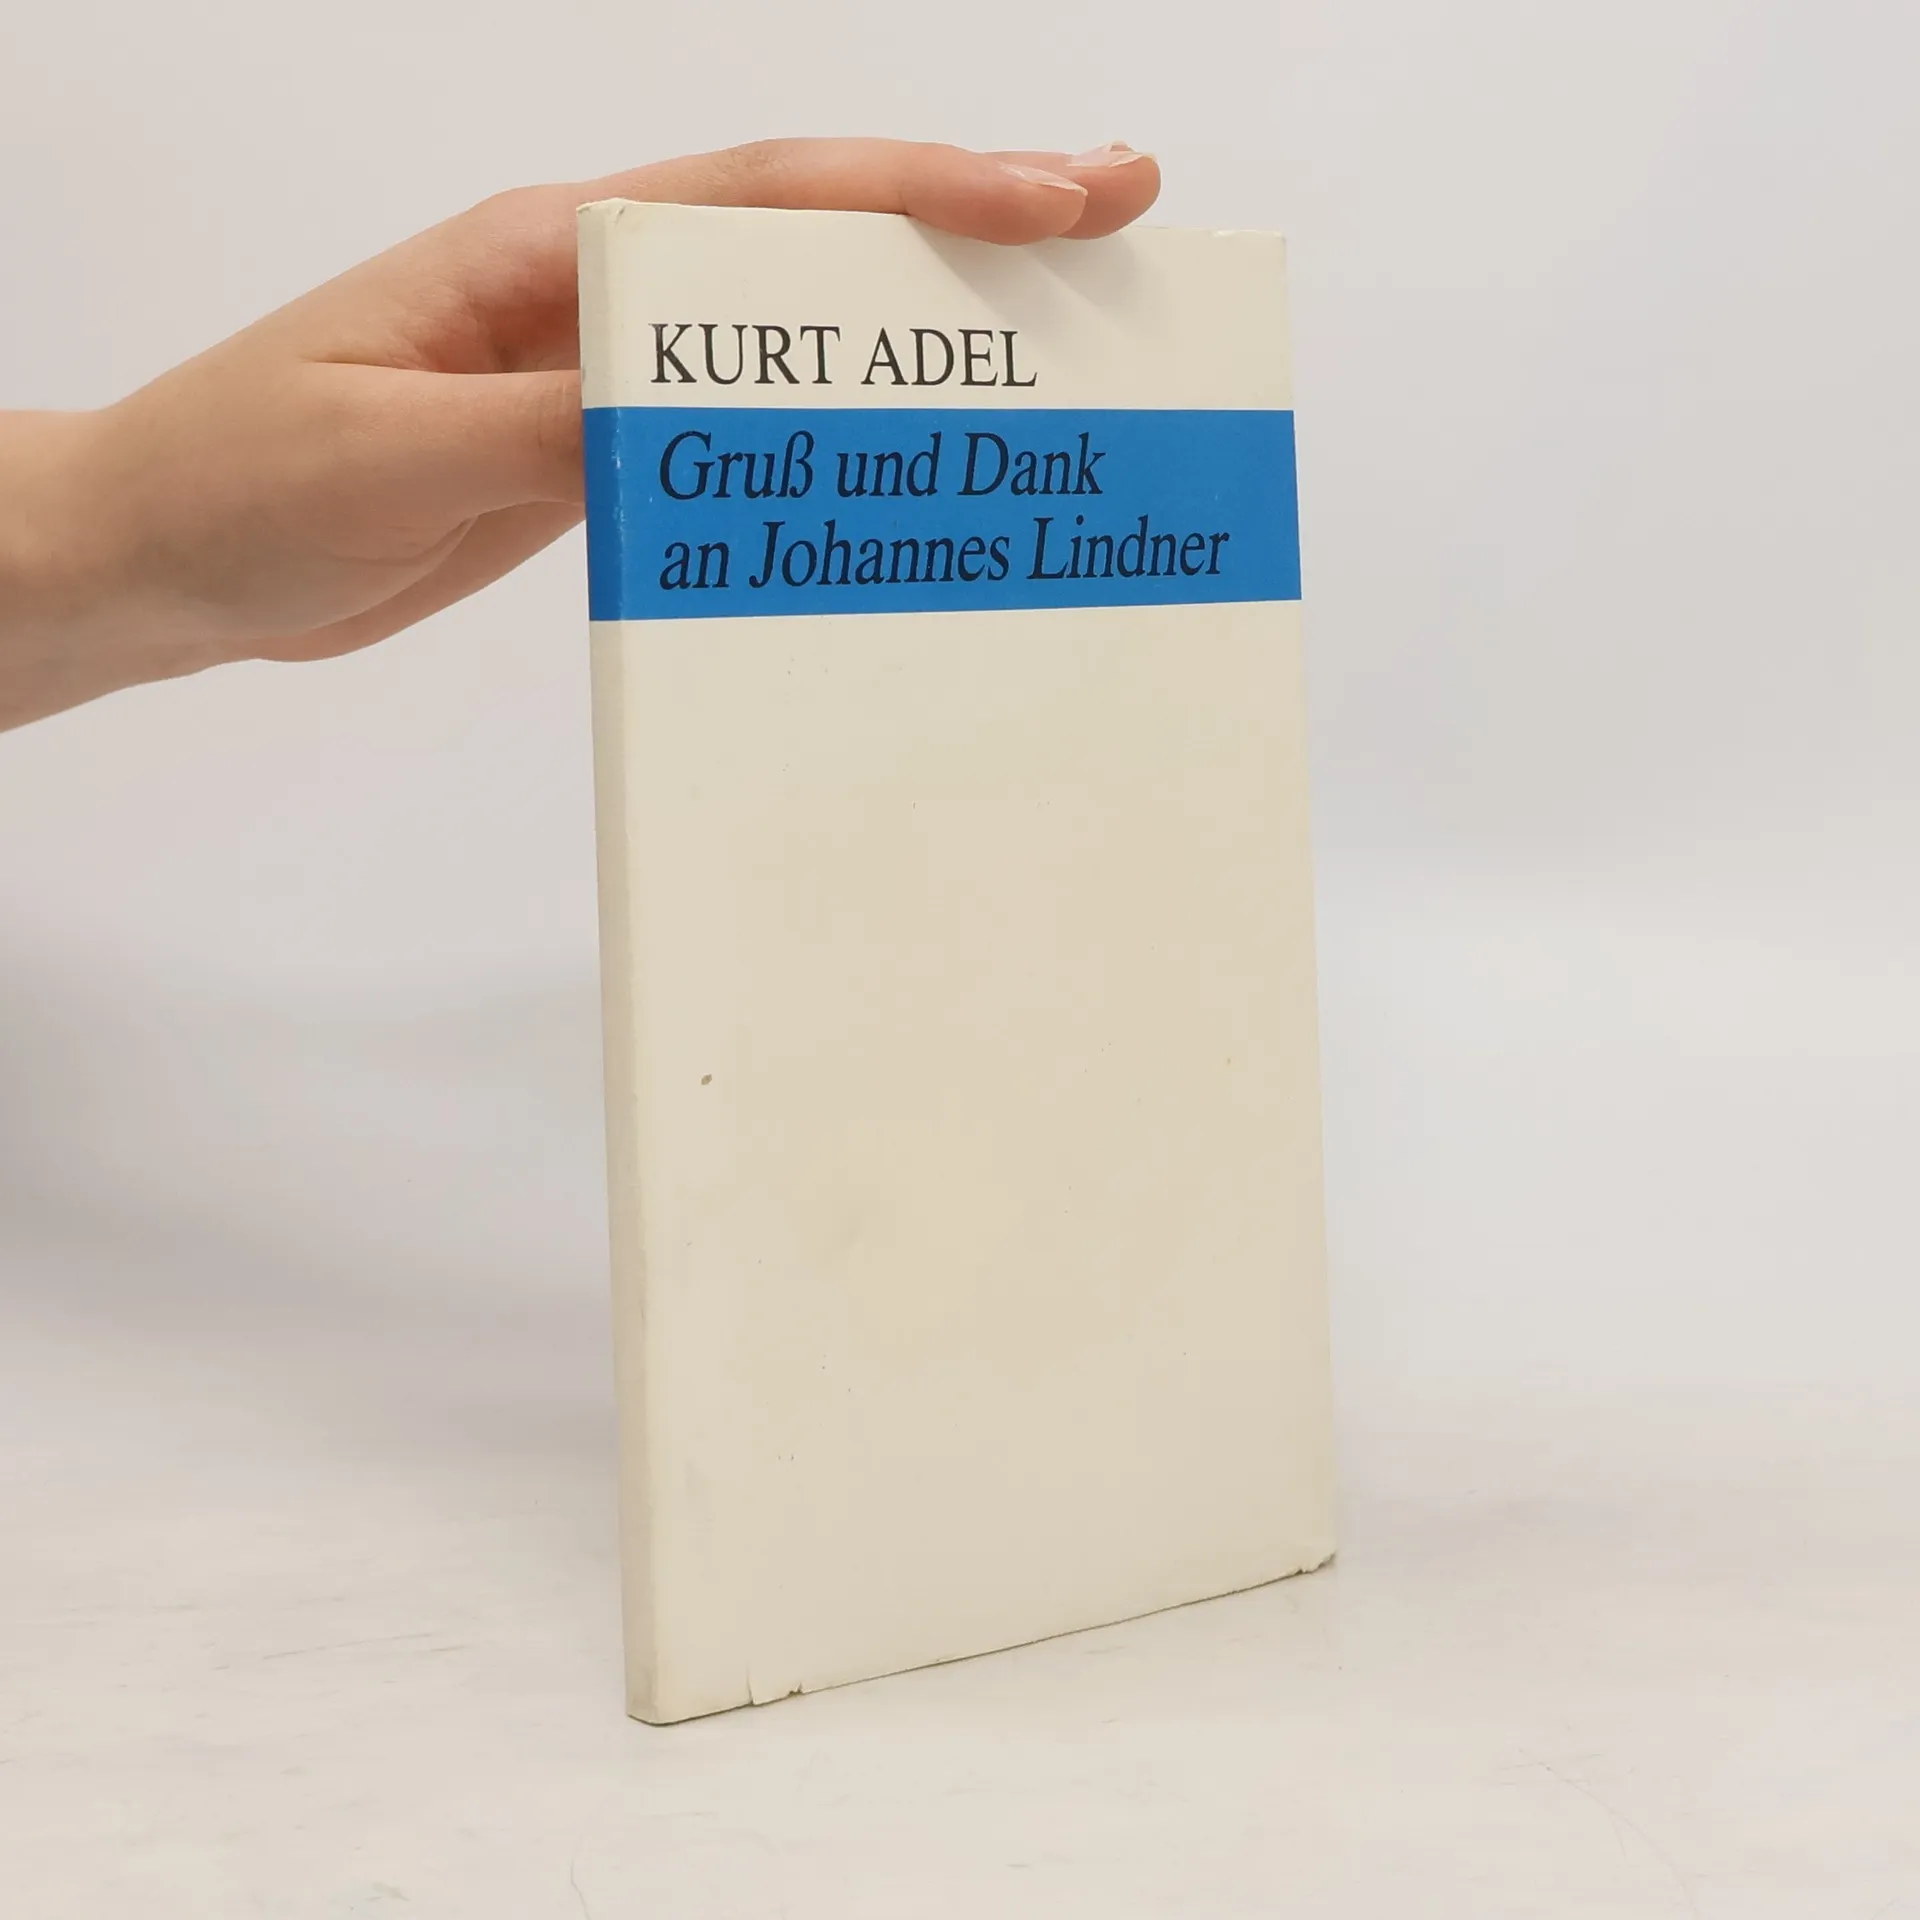 KURT ADEL
Gruß und Dank
an Johannes Lindner